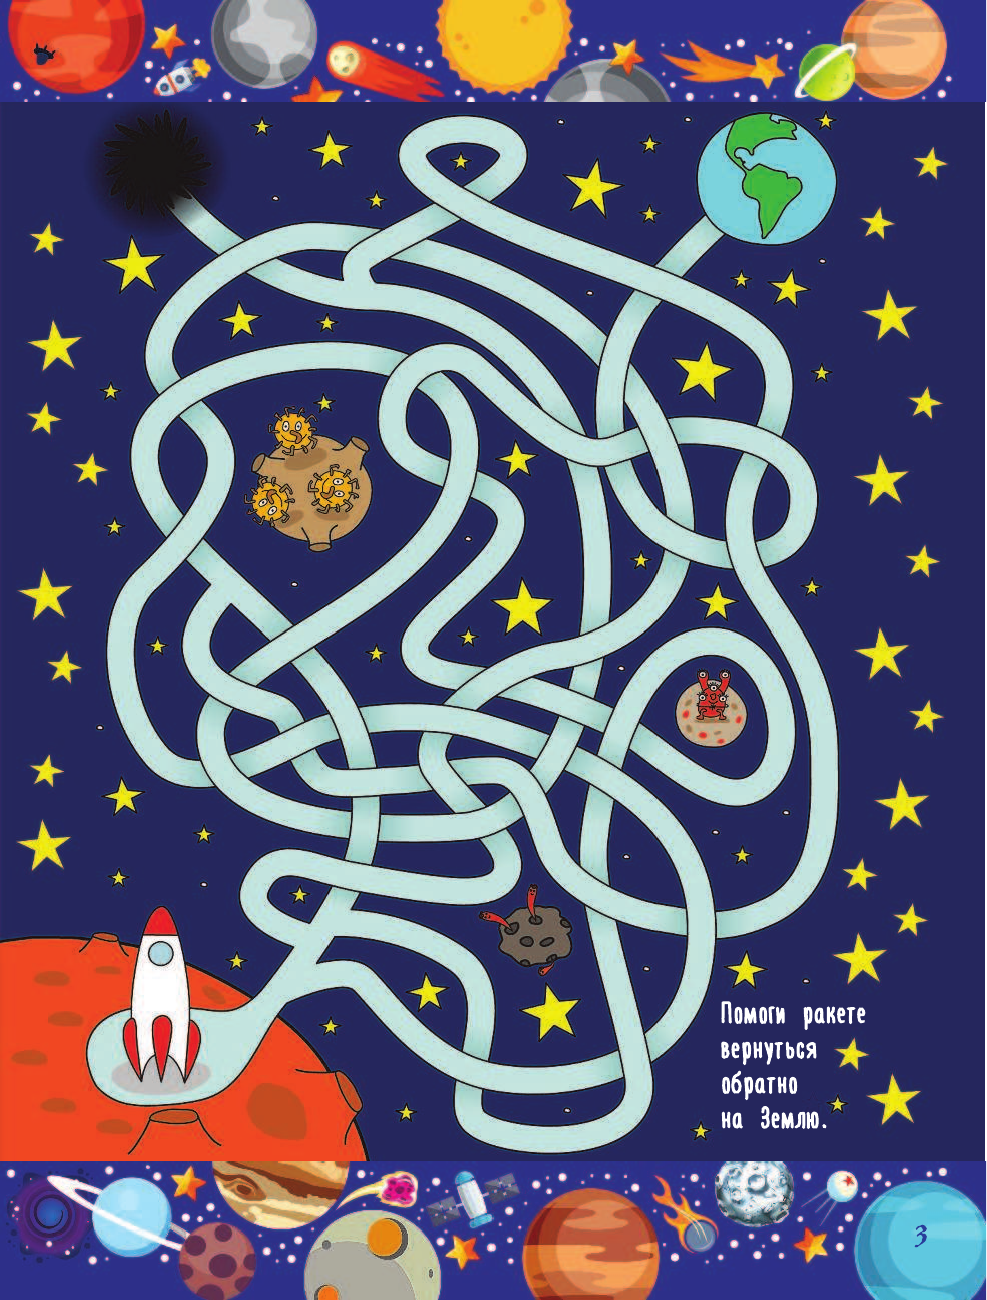 Помоги ракете
вернуться
обратно
на Землю.
3